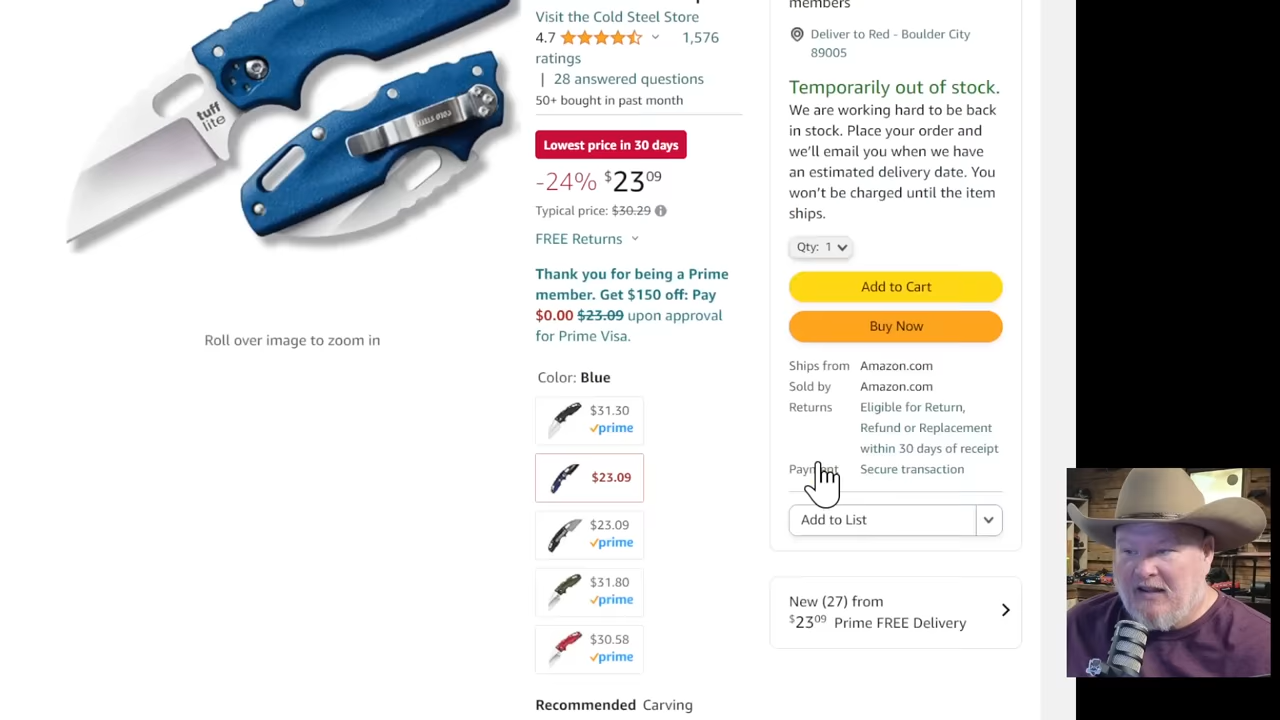 members
Visit the Cold Steel Store
4.7
1,576
ratings
| 28 answered questions
50+ bought in past month
Lowest price in 30 days
-24% $23 09
Typical price: $30.29
FREE Returns
Thank you for being a Prime
member. Get $150 off: Pay
$0.00 $23.09 upon approval
for Prime Visa.
Color: Blue
$31.30
prime
$23.09
$23.09
prime
$31.80
prime
$30.58
prime
Recommended Carving
tuff
lite
COLD STEEL
Roll over image to zoom in
Deliver to Red - Boulder City
89005
Temporarily out of stock.
We are working hard to be back
in stock. Place your order and
we'll email you when we have
an estimated delivery date. You
won't be charged until the item
ships.
Qty: 1
Add to Cart
Buy Now
Ships from Amazon.com
Sold by Amazon.com
Returns Eligible for Return,
Refund or Replacement
within 30 days of receipt
Payment Secure transaction
Add to List
New (27) from
$23 09 Prime FREE Delivery